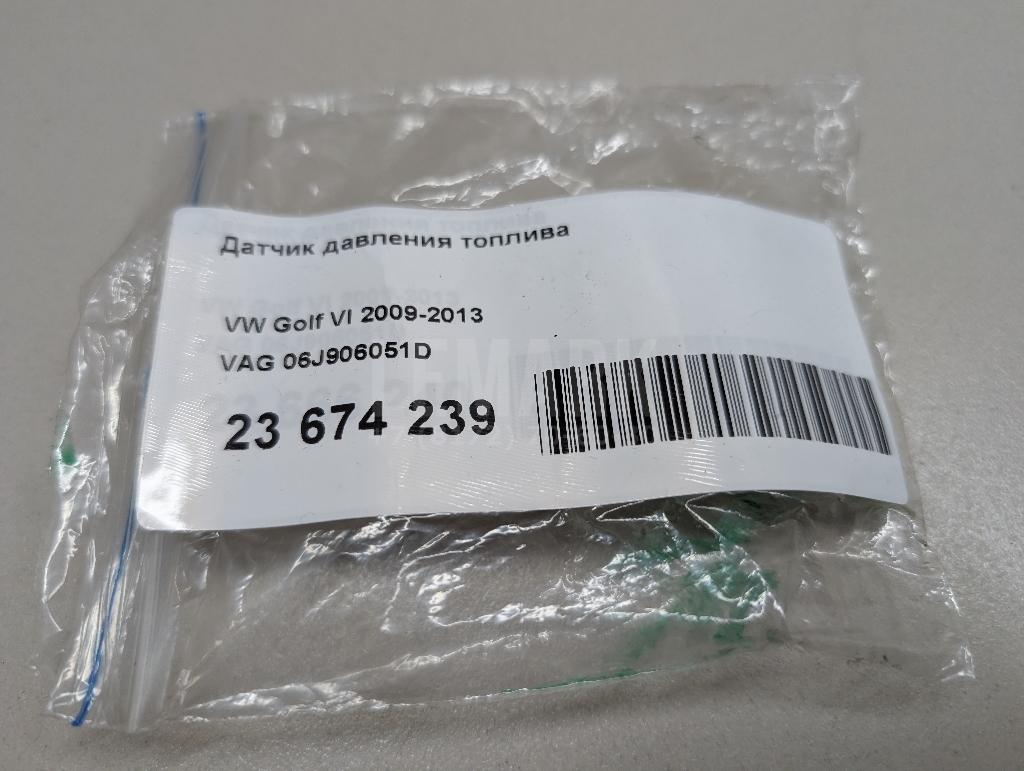 Датчик давления топлива
VW Golf VI 2009-2013
VAG 06J906051D
23 674 239